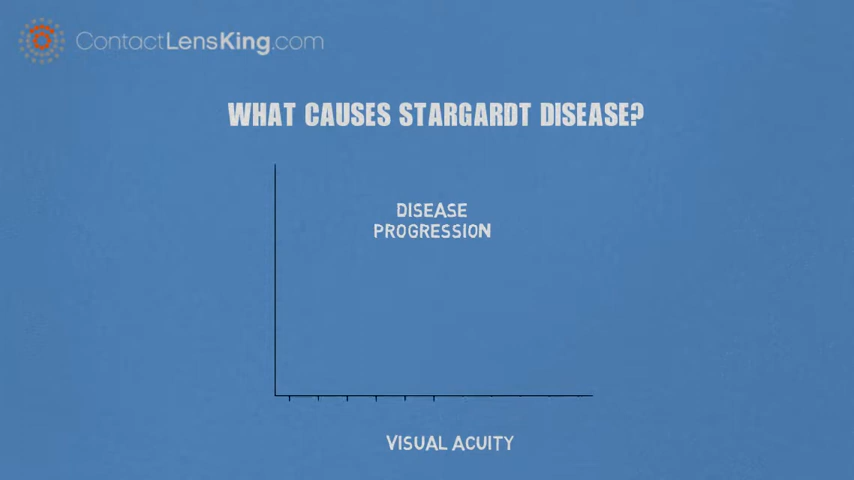 ContactLensKing.com
WHAT CAUSES STARGARDT DISEASE?
DISEASE
PROGRESSION
VISUAL ACUITY